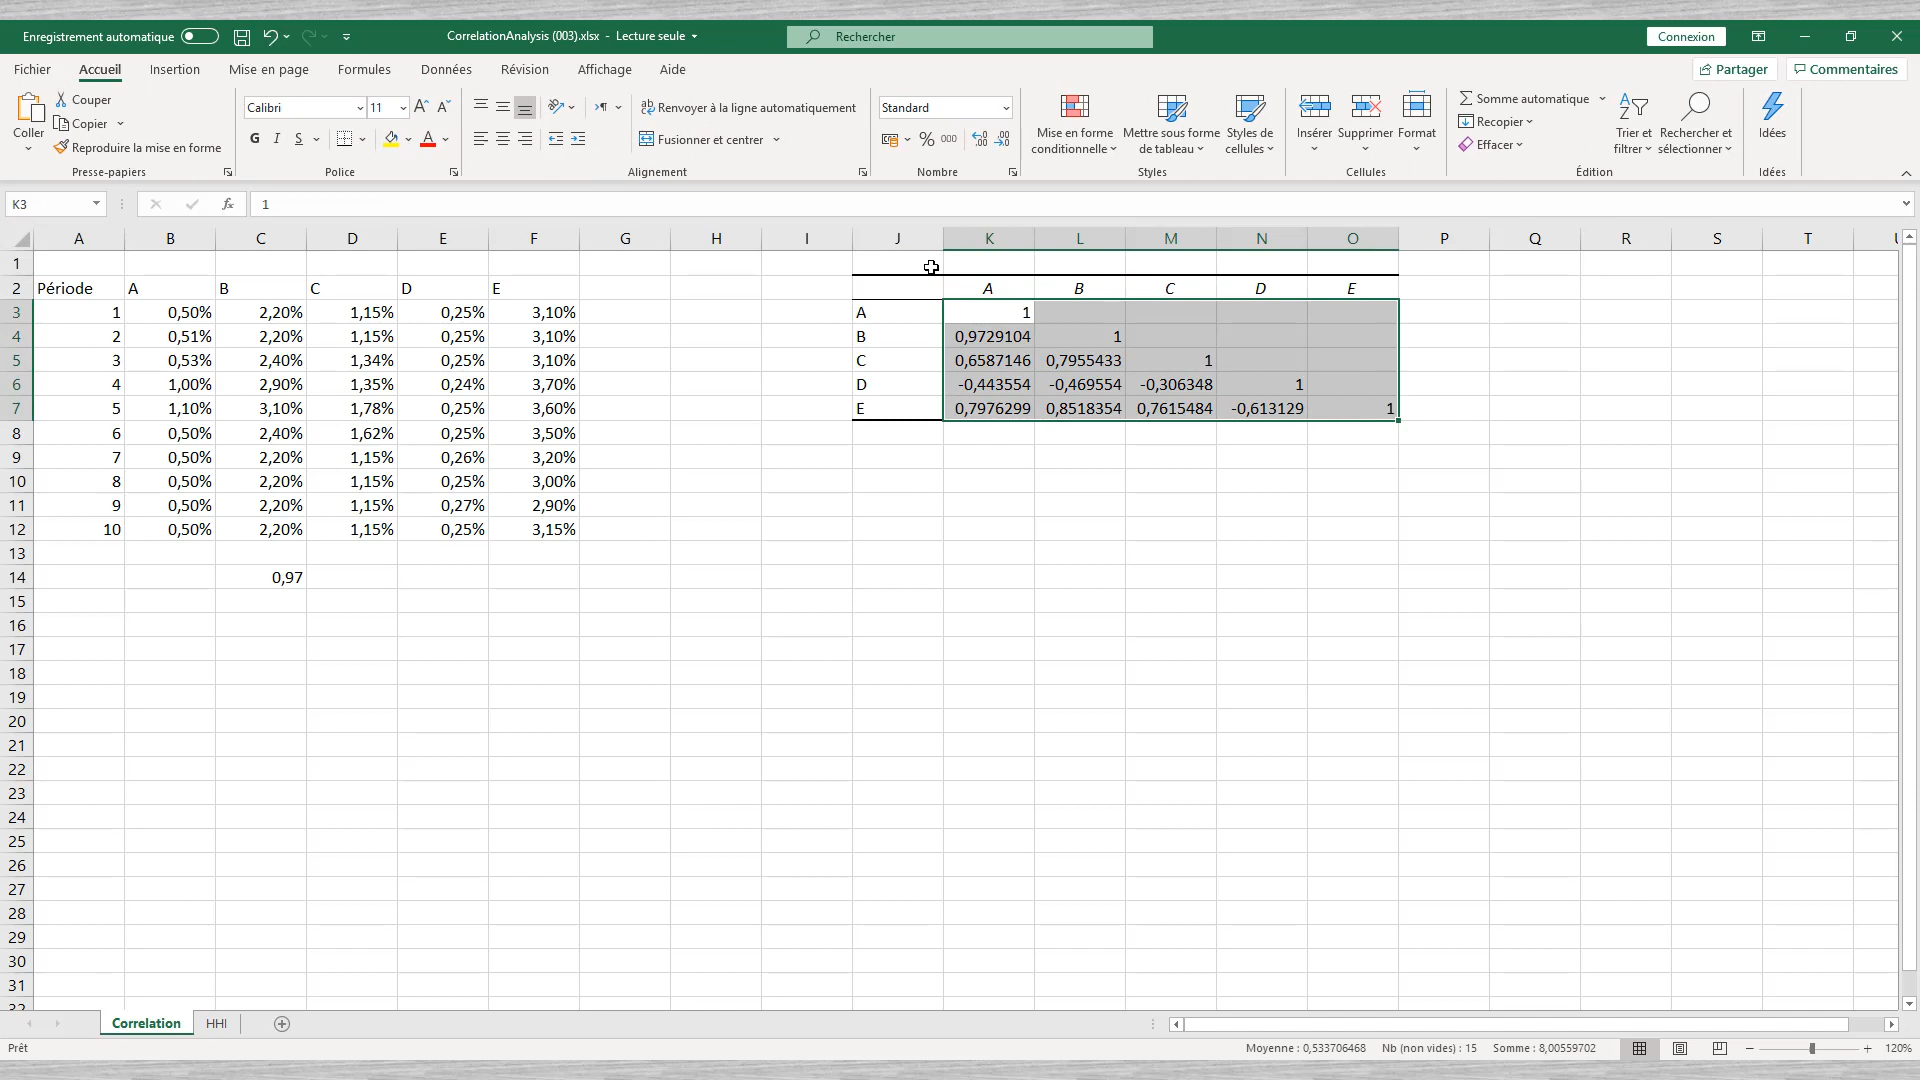 Enregistrement automatique
CorrelationAnalysis (003).xlsx - Lecture seule
Rechercher
Connexion
Fichier Accueil Insertion Mise en page Formules Données Révision Affichage Aide
Partager
Commentaires
Coller
Couper
Copier
Reproduire la mise en forme
Presse-papiers
Calibri 11
G I S
Police
Renvoyer à la ligne automatiquement
Fusionner et centrer
Alignement
Standard
% 000
Nombre
Mise en forme conditionnelle
Mettre sous forme de tableau
Styles de cellules
Styles
Insérer
Supprimer
Format
Cellules
Somme automatique
Recopier
Effacer
Trier et filtrer
Rechercher et sélectionner
Édition
Idées
Idées
K3 fx 1
A B C D E F G H I J K L M N O P Q R S T U
1
2 Période A B C D E A B C D E
3 1 0,50% 2,20% 1,15% 0,25% 3,10% A 1
4 2 0,51% 2,20% 1,15% 0,25% 3,10% B 0,9729104 1
5 3 0,53% 2,40% 1,34% 0,25% 3,10% C 0,6587146 0,7955433 1
6 4 1,00% 2,90% 1,35% 0,24% 3,70% D -0,443554 -0,469554 -0,306348 1
7 5 1,10% 3,10% 1,78% 0,25% 3,60% E 0,7976299 0,8518354 0,7615484 -0,613129 1
8 6 0,50% 2,40% 1,62% 0,25% 3,50%
9 7 0,50% 2,20% 1,15% 0,26% 3,20%
10 8 0,50% 2,20% 1,15% 0,25% 3,00%
11 9 0,50% 2,20% 1,15% 0,27% 2,90%
12 10 0,50% 2,20% 1,15% 0,25% 3,15%
13
14 0,97
15
16
17
18
19
20
21
22
23
24
25
26
27
28
29
30
31
32
Correlation HHI
Prêt
Moyenne : 0,533706468 Nb (non vides) : 15 Somme : 8,00559702
120%